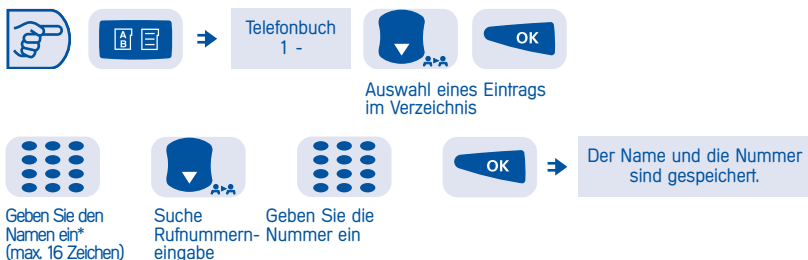 A
B
Telefonbuch
1 -
OK
Auswahl eines Eintrags
im Verzeichnis
OK
Der Name und die Nummer
sind gespeichert.
Geben Sie den
Namen ein*
(max. 16 Zeichen)
Suche
Rufnummern-
eingabe
Geben Sie die
Nummer ein